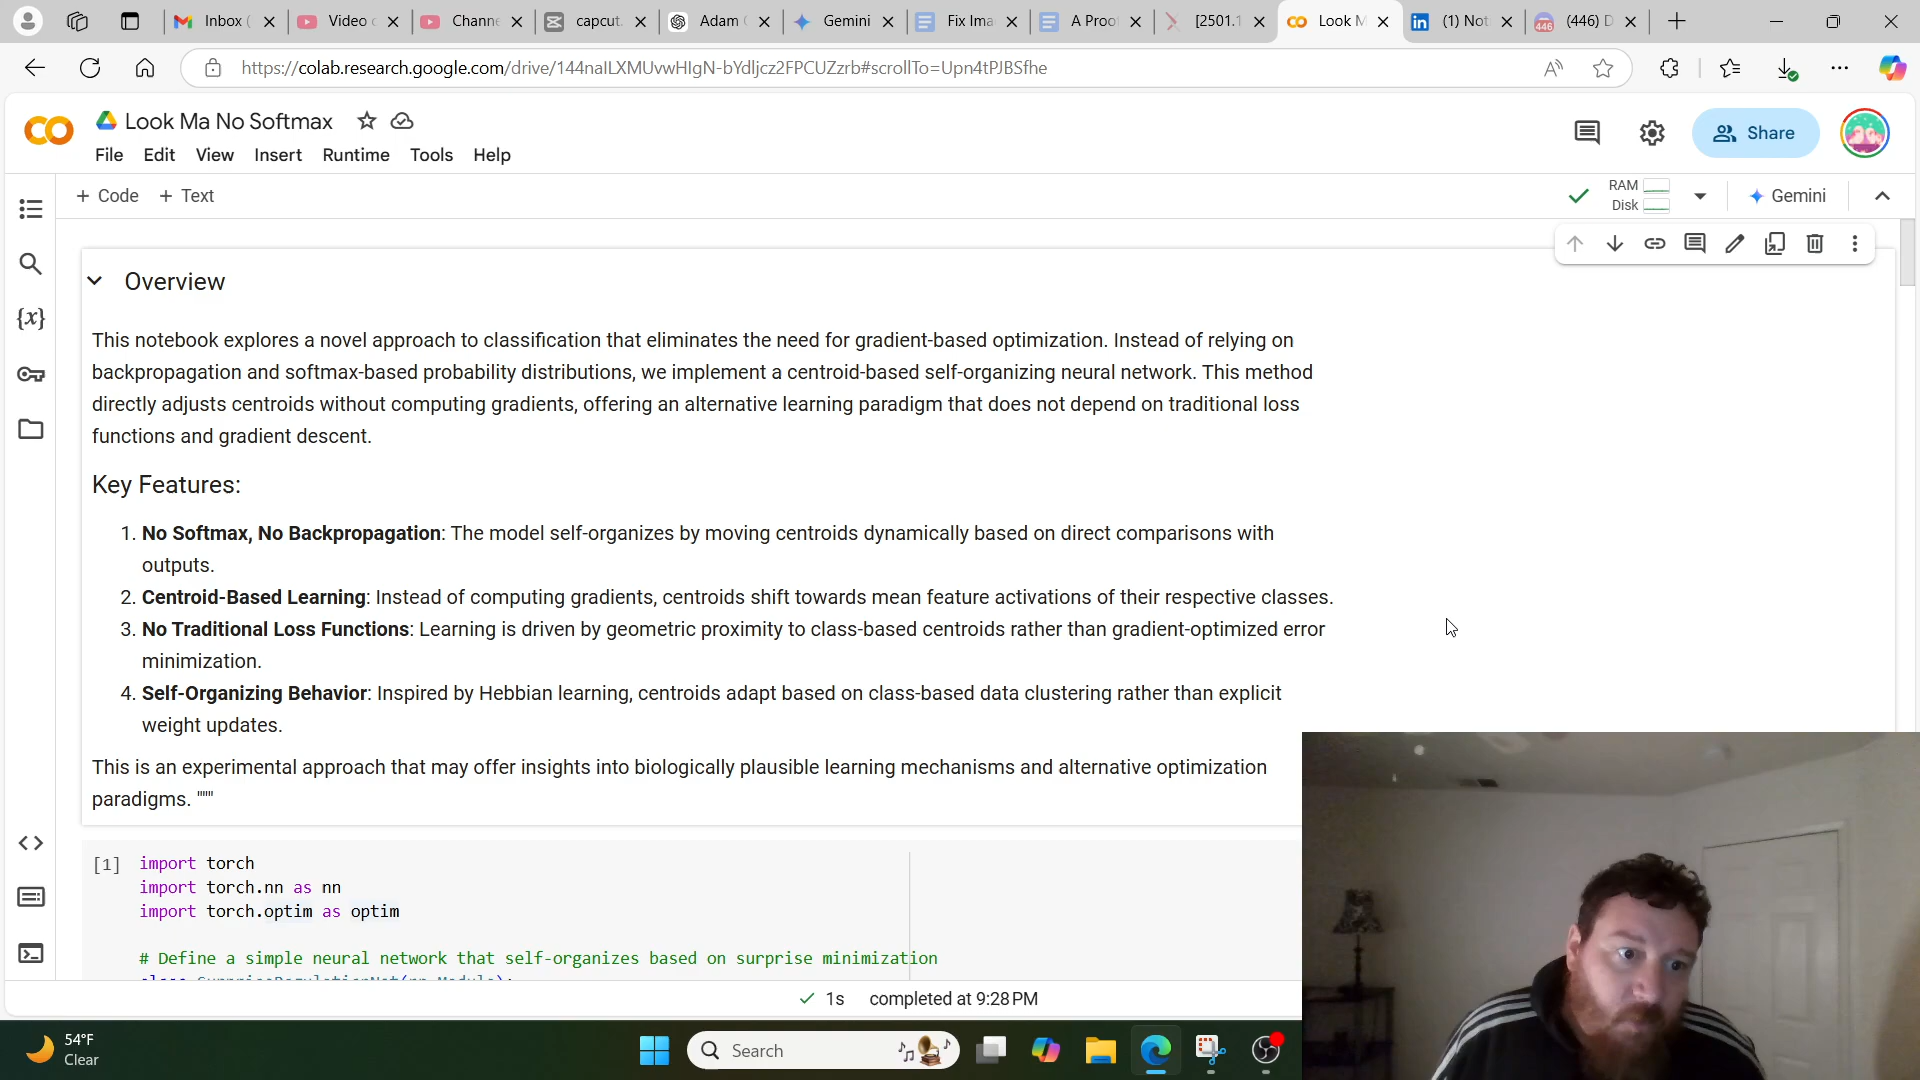 Inbox (
Video c
Channe
capcut.
Adam (
Gemini
Fix Ima
A Proo
[2501.1
Look M
(1) Not
446
(446) D
https://colab.research.google.com/drive/144naILXMUvwHIgN-bYdljcz2FPCUZzrb#scrollTo=Upn4tPJBSfhe
Look Ma No Softmax
File Edit View Insert Runtime Tools Help
Share
+ Code + Text
RAM
Disk
Gemini
Overview
This notebook explores a novel approach to classification that eliminates the need for gradient-based optimization. Instead of relying on
backpropagation and softmax-based probability distributions, we implement a centroid-based self-organizing neural network. This method
directly adjusts centroids without computing gradients, offering an alternative learning paradigm that does not depend on traditional loss
functions and gradient descent.
Key Features:
1. No Softmax, No Backpropagation: The model self-organizes by moving centroids dynamically based on direct comparisons with
outputs.
2. Centroid-Based Learning: Instead of computing gradients, centroids shift towards mean feature activations of their respective classes.
3. No Traditional Loss Functions: Learning is driven by geometric proximity to class-based centroids rather than gradient-optimized error
minimization.
4. Self-Organizing Behavior: Inspired by Hebbian learning, centroids adapt based on class-based data clustering rather than explicit
weight updates.
This is an experimental approach that may offer insights into biologically plausible learning mechanisms and alternative optimization
paradigms. """
[1] import torch
import torch.nn as nn
import torch.optim as optim
# Define a simple neural network that self-organizes based on surprise minimization
1s completed at 9:28 PM
54°F
Clear
Search